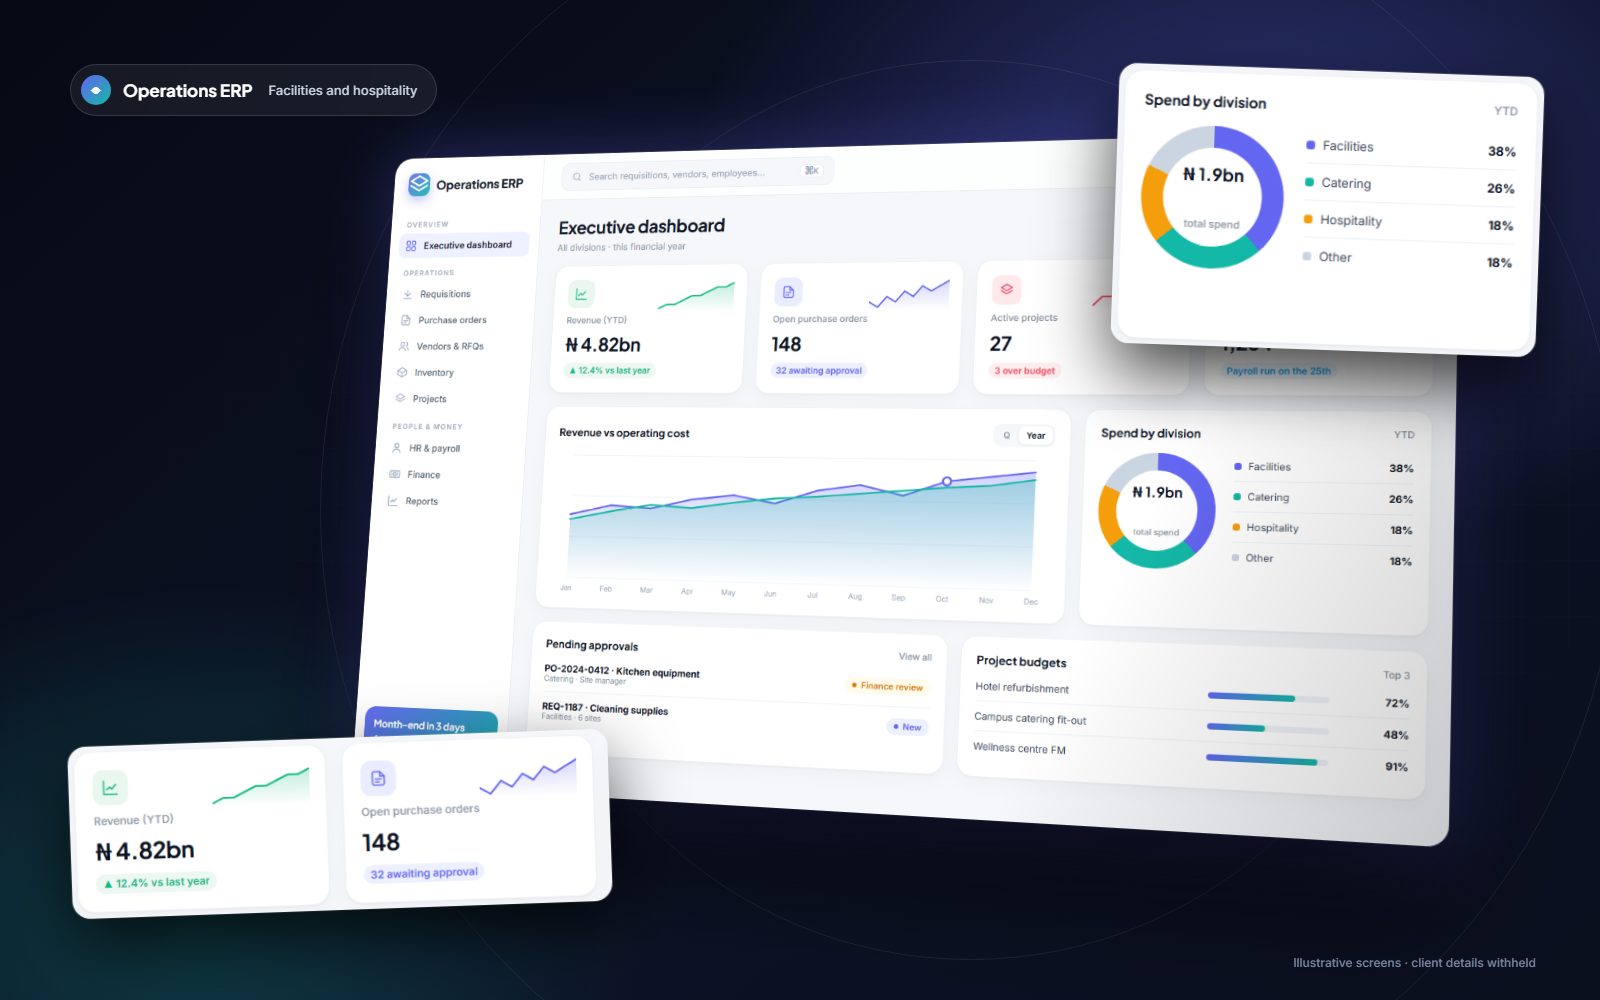 Operations ERP Facilities and hospitality
Spend by division YTD
₦ 1.9bn
total spend
Facilities 38%
Catering 26%
Hospitality 18%
Other 18%
Operations ERP
Search requisitions, vendors, employees... ⌘K
OVERVIEW
Executive dashboard
OPERATIONS
Requisitions
Purchase orders
Vendors & RFQs
Inventory
Projects
PEOPLE & MONEY
HR & payroll
Finance
Reports
Month-end in 3 days
Executive dashboard
All divisions · this financial year
Revenue (YTD)
₦ 4.82bn
▲ 12.4% vs last year
Open purchase orders
148
32 awaiting approval
Active projects
27
3 over budget
Payroll run on the 25th
Revenue vs operating cost
Q Year
Jan Feb Mar Apr May Jun Jul Aug Sep Oct Nov Dec
Spend by division YTD
₦ 1.9bn
total spend
Facilities 38%
Catering 26%
Hospitality 18%
Other 18%
Pending approvals View all
PO-2024-0412 · Kitchen equipment
Catering · Site manager
Finance review
REQ-1187 · Cleaning supplies
Facilities · 6 sites
New
Project budgets Top 3
Hotel refurbishment 72%
Campus catering fit-out 48%
Wellness centre FM 91%
Revenue (YTD)
₦ 4.82bn
▲ 12.4% vs last year
Open purchase orders
148
32 awaiting approval
Illustrative screens · client details withheld